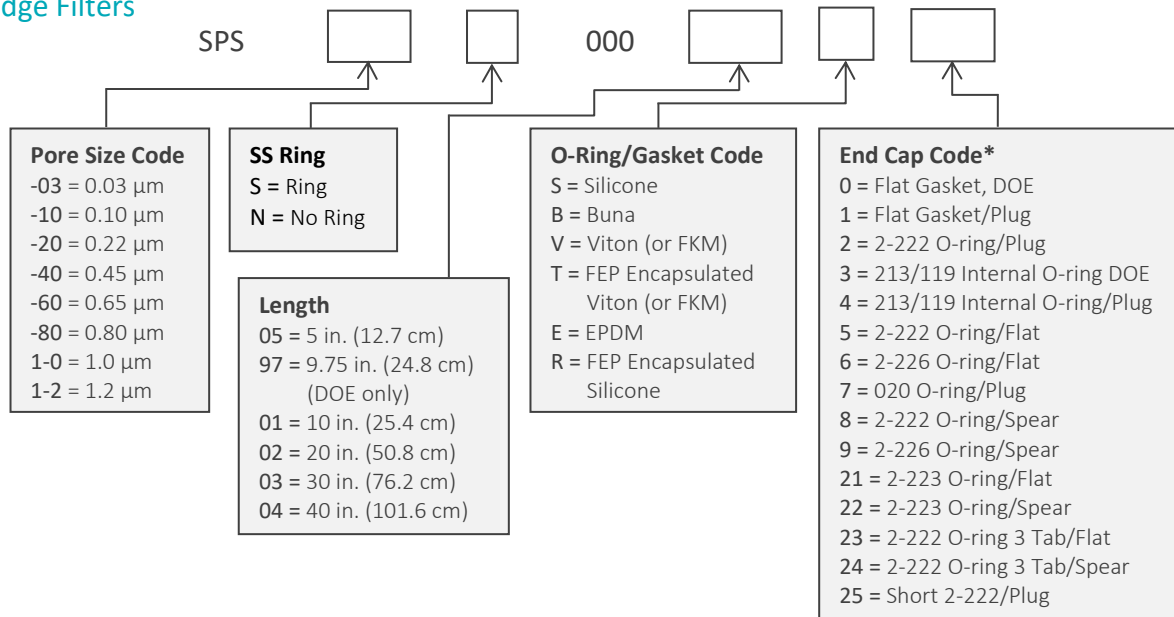 dge Filters
SPS 000
Pore Size Code
-03 = 0.03 µm
-10 = 0.10 µm
-20 = 0.22 µm
-40 = 0.45 µm
-60 = 0.65 µm
-80 = 0.80 µm
1-0 = 1.0 µm
1-2 = 1.2 µm
SS Ring
S = Ring
N = No Ring
Length
05 = 5 in. (12.7 cm)
97 = 9.75 in. (24.8 cm)
(DOE only)
01 = 10 in. (25.4 cm)
02 = 20 in. (50.8 cm)
03 = 30 in. (76.2 cm)
04 = 40 in. (101.6 cm)
O-Ring/Gasket Code
S = Silicone
B = Buna
V = Viton (or FKM)
T = FEP Encapsulated
Viton (or FKM)
E = EPDM
R = FEP Encapsulated
Silicone
End Cap Code*
0 = Flat Gasket, DOE
1 = Flat Gasket/Plug
2 = 2-222 O-ring/Plug
3 = 213/119 Internal O-ring DOE
4 = 213/119 Internal O-ring/Plug
5 = 2-222 O-ring/Flat
6 = 2-226 O-ring/Flat
7 = 020 O-ring/Plug
8 = 2-222 O-ring/Spear
9 = 2-226 O-ring/Spear
21 = 2-223 O-ring/Flat
22 = 2-223 O-ring/Spear
23 = 2-222 O-ring 3 Tab/Flat
24 = 2-222 O-ring 3 Tab/Spear
25 = Short 2-222/Plug